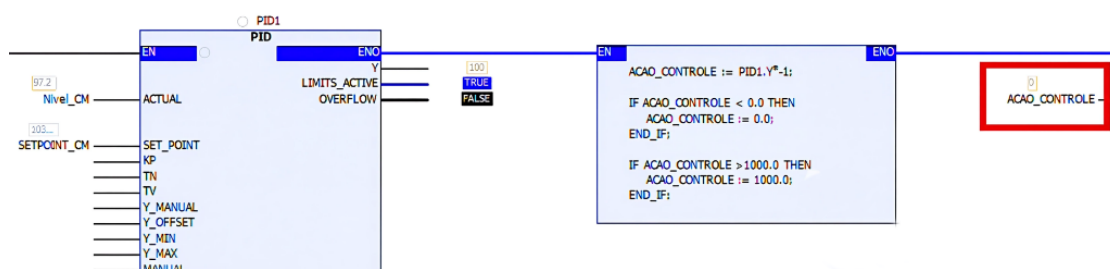 PID1
PID
EN
ENO
Y
100
97.2
LIMITS_ACTIVE
TRUE
Nivel_CM
ACTUAL
OVERFLOW
FALSE
103...
SETPOINT_CM
SET_POINT
KP
TN
TV
Y_MANUAL
Y_OFFSET
Y_MIN
Y_MAX
MANUAL
EN
ENO
ACAO_CONTROLE := PID1.Y*-1;
IF ACAO_CONTROLE < 0.0 THEN
ACAO_CONTROLE := 0.0;
END_IF;
IF ACAO_CONTROLE >1000.0 THEN
ACAO_CONTROLE := 1000.0;
END_IF;
0
ACAO_CONTROLE